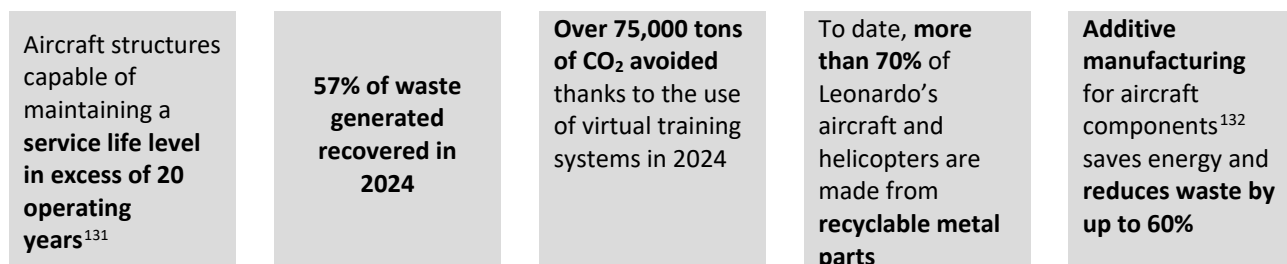 Aircraft structures
capable of
maintaining a
service life level
in excess of 20
operating
years131
57% of waste
generated
recovered in
2024
Over 75,000 tons
of CO₂ avoided
thanks to the use
of virtual training
systems in 2024
To date, more
than 70% of
Leonardo’s
aircraft and
helicopters are
made from
recyclable metal
parts
Additive
manufacturing
for aircraft
components132
saves energy and
reduces waste by
up to 60%